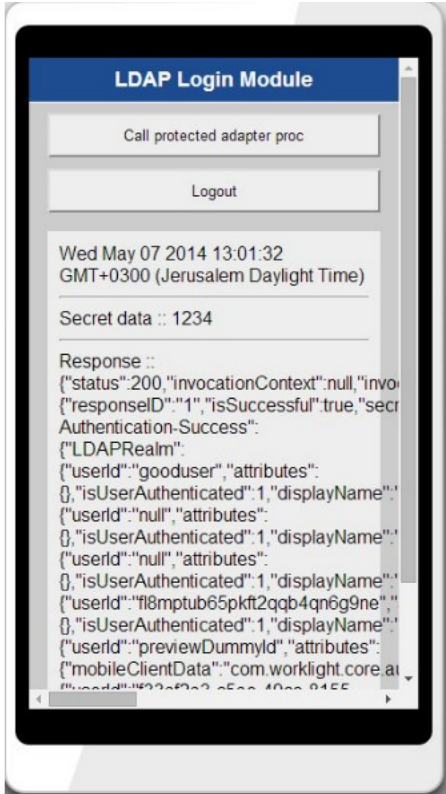 LDAP Login Module
Call protected adapter proc
Logout
Wed May 07 2014 13:01:32
GMT+0300 (Jerusalem Daylight Time)
Secret data :: 1234
Response ::
{"status":200,"invocationContext":null,"invo
{"responseID":"1","isSuccessful":true,"secr
Authentication-Success":
{"LDAPRealm":
{"userId":"gooduser","attributes":
{},"isUserAuthenticated":1,"displayName":"
{"userId":"null","attributes":
{},"isUserAuthenticated":1,"displayName":"
{"userId":"null","attributes":
{},"isUserAuthenticated":1,"displayName":"
{"userId":"fl8mptub65pkft2qqb4qn6g9ne","
{},"isUserAuthenticated":1,"displayName":"
{"userId":"previewDummyId","attributes":
{"mobileClientData":"com.worklight.core.au